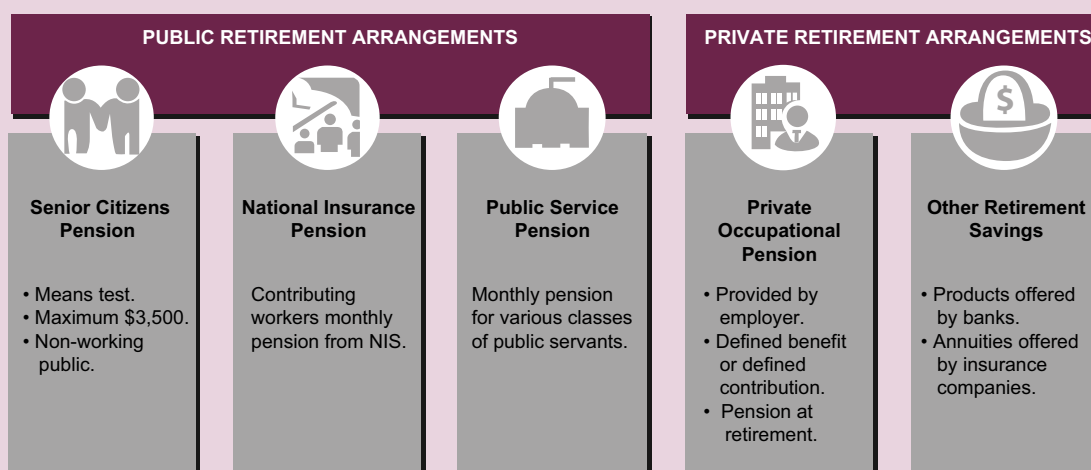 PUBLIC RETIREMENT ARRANGEMENTS
PRIVATE RETIREMENT ARRANGEMENTS
Senior Citizens
Pension
• Means test.
• Maximum $3,500.
• Non-working
public.
National Insurance
Pension
Contributing
workers monthly
pension from NIS.
Public Service
Pension
Monthly pension
for various classes
of public servants.
Private
Occupational
Pension
• Provided by
employer.
• Defined benefit
or defined
contribution.
• Pension at
retirement.
$
Other Retirement
Savings
• Products offered
by banks.
• Annuities offered
by insurance
companies.